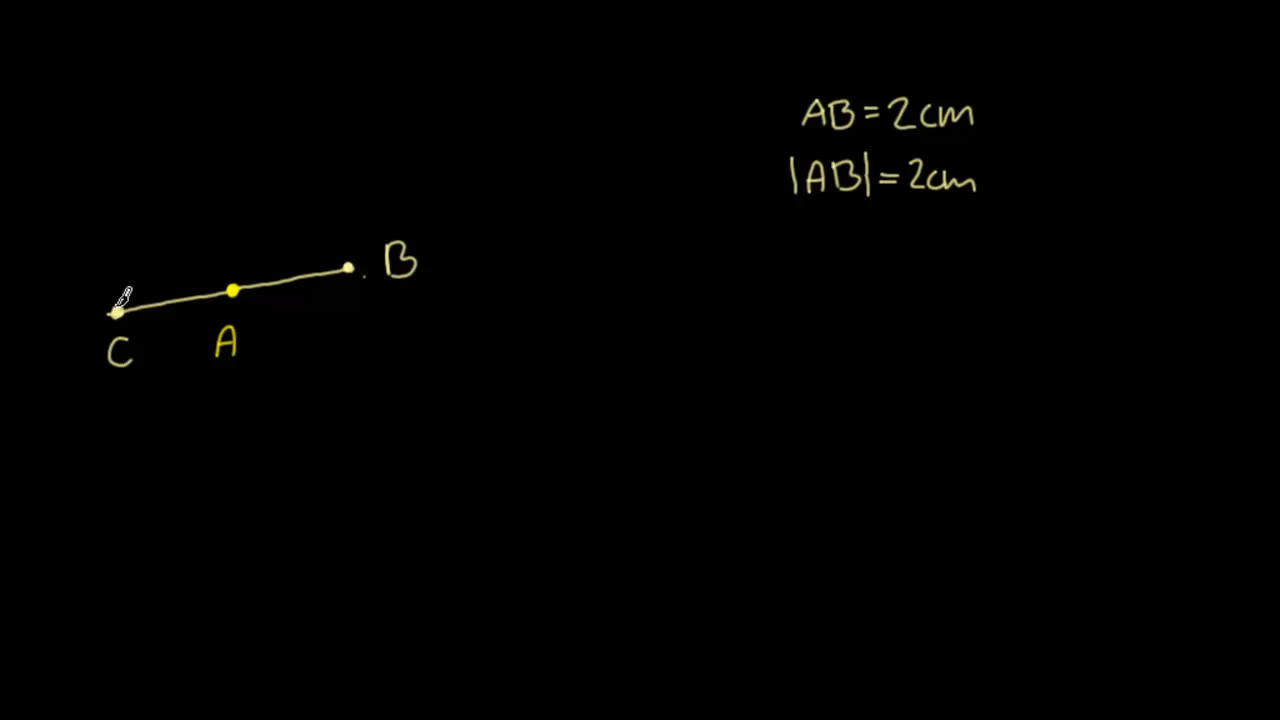 AB = 2cm
|AB| = 2cm
B
C
A